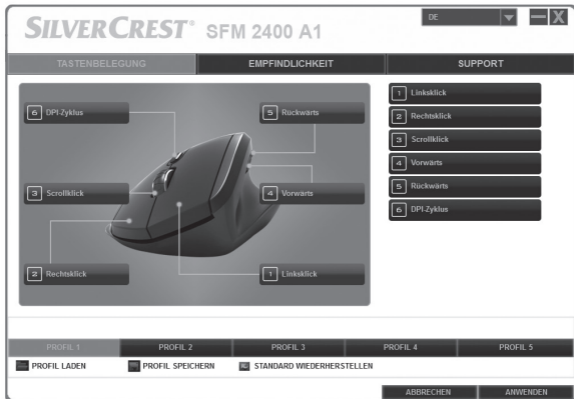 SILVERCREST® SFM 2400 A1
DE
TASTENBELEGUNG EMPFINDLICHKEIT SUPPORT
6 DPI-Zyklus
5 Rückwärts
3 Scrollklick
4 Vorwärts
2 Rechtsklick
1 Linksklick
1 Linksklick
2 Rechtsklick
3 Scrollklick
4 Vorwärts
5 Rückwärts
6 DPI-Zyklus
PROFIL 1 PROFIL 2 PROFIL 3 PROFIL 4 PROFIL 5
PROFIL LADEN PROFIL SPEICHERN STANDARD WIEDERHERSTELLEN
ABBRECHEN ANWENDEN